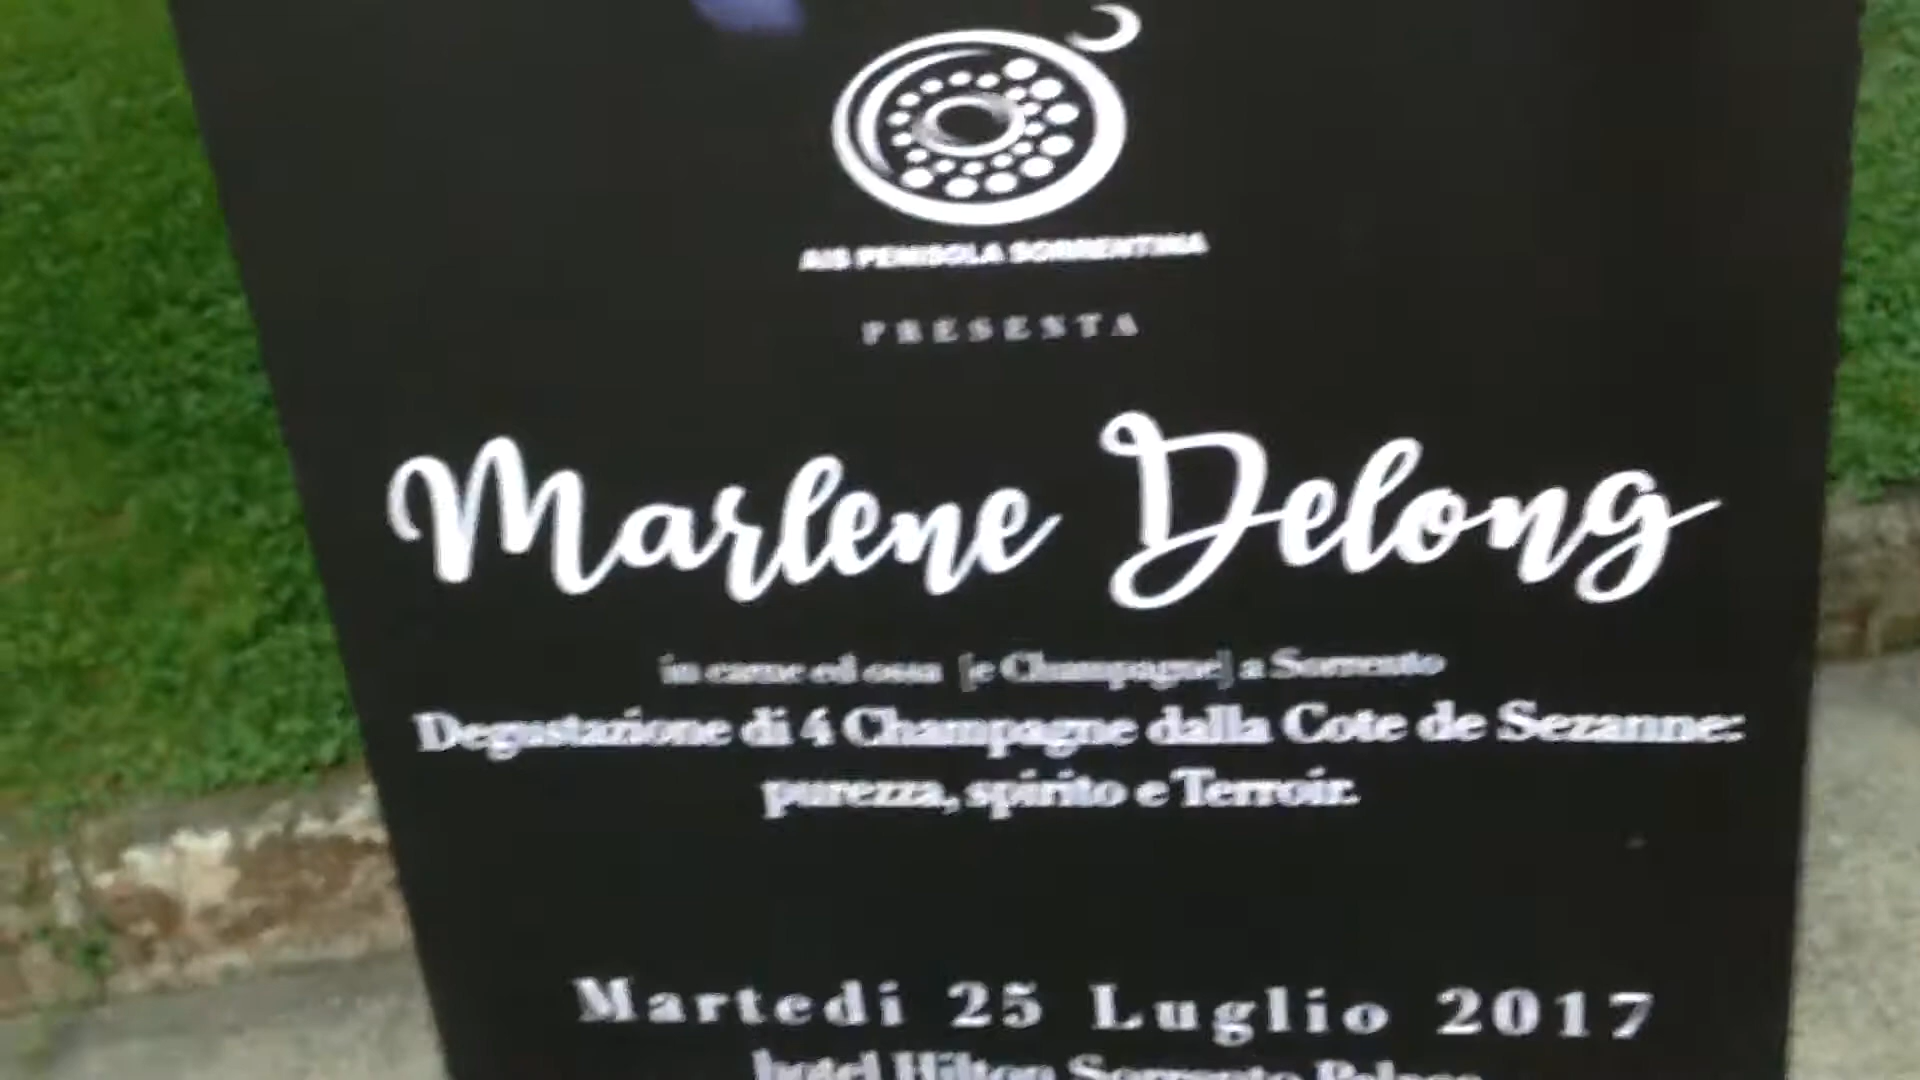 AIS PENISOLA SORRENTINA
PRESENTA
Marlene Delong
in carne ed ossa [e Champagne] a Sorrento
Degustazione di 4 Champagne dalla Cote de Sezanne:
purezza, spirito e Terroir.
Martedi 25 Luglio 2017
hotel Hilton Sorrento Palace